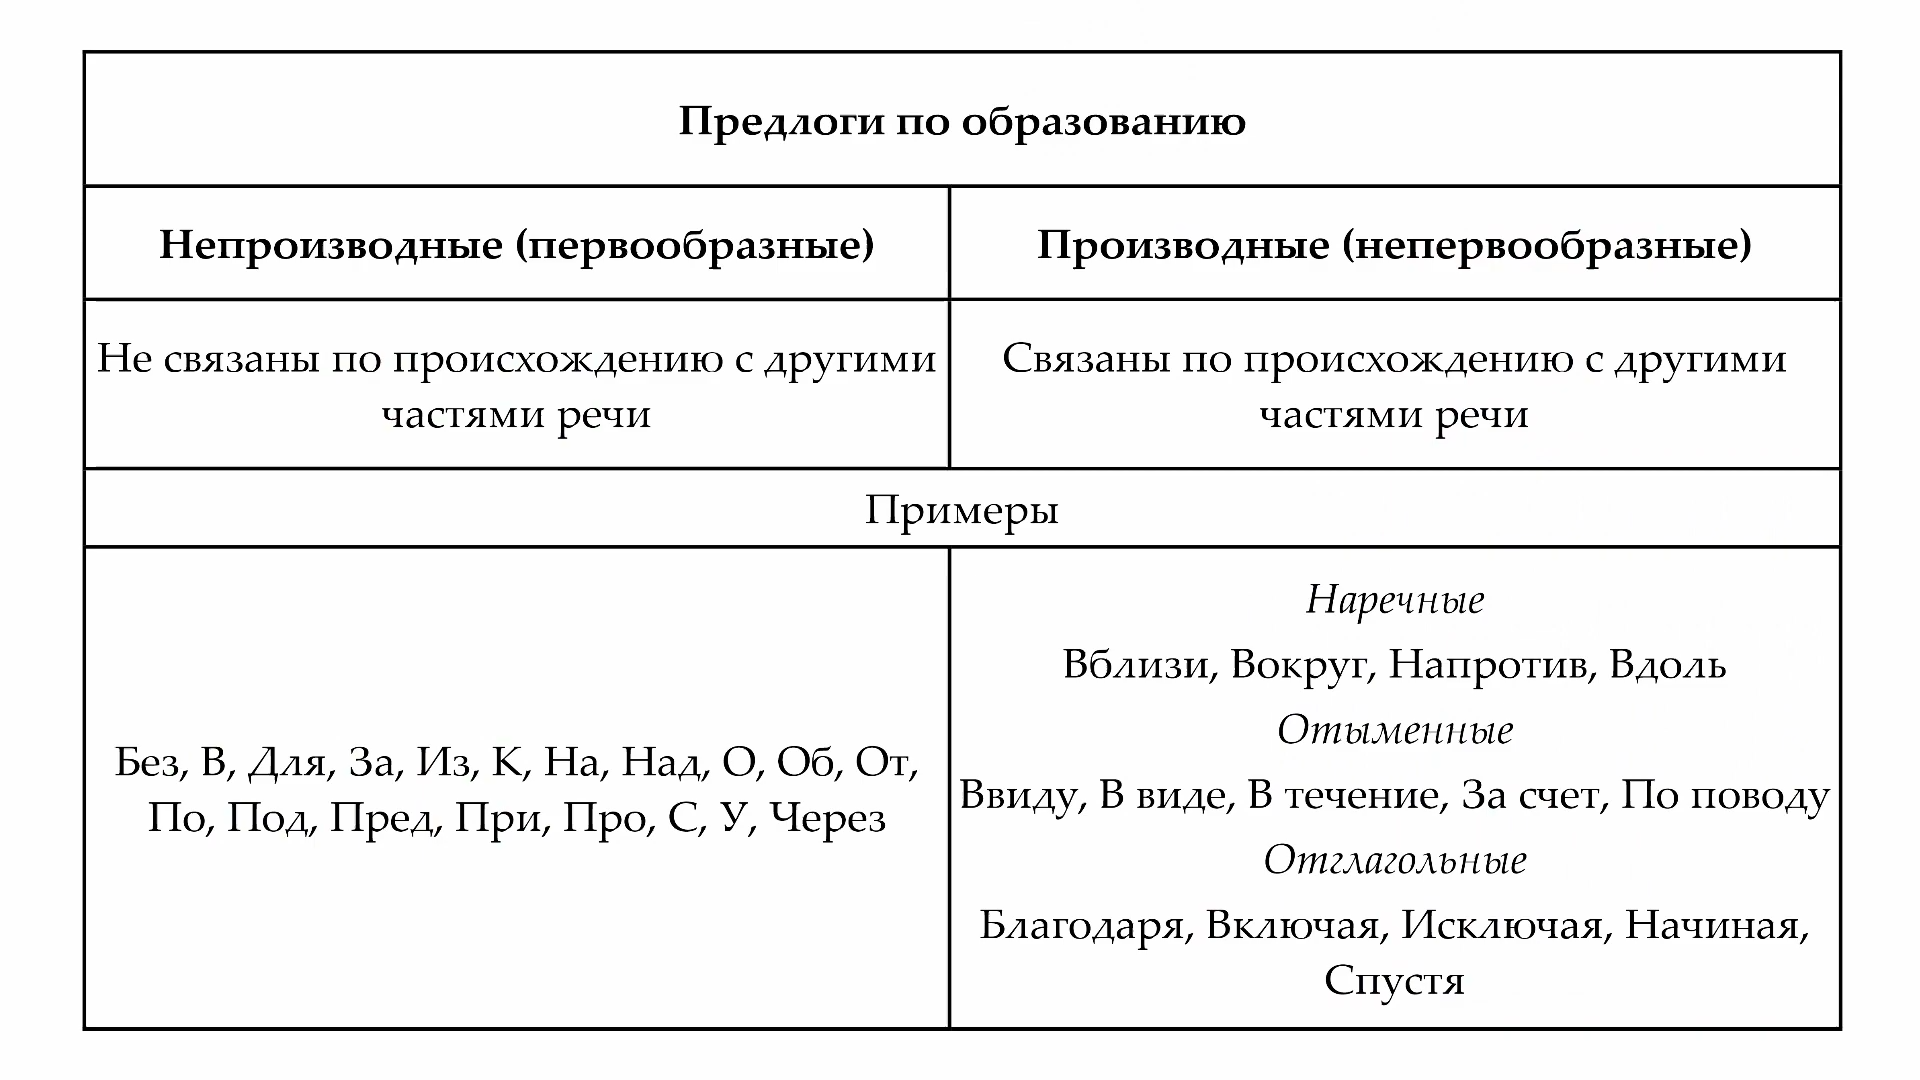 Предлоги по образованию
Непроизводные (первообразные)
Производные (непервообразные)
Не связаны по происхождению с другими
частями речи
Связаны по происхождению с другими
частями речи
Примеры
Без, В, Для, За, Из, К, На, Над, О, Об, От,
По, Под, Пред, При, Про, С, У, Через
Наречные
Вблизи, Вокруг, Напротив, Вдоль
Отыменные
Ввиду, В виде, В течение, За счет, По поводу
Отглагольные
Благодаря, Включая, Исключая, Начиная,
Спустя